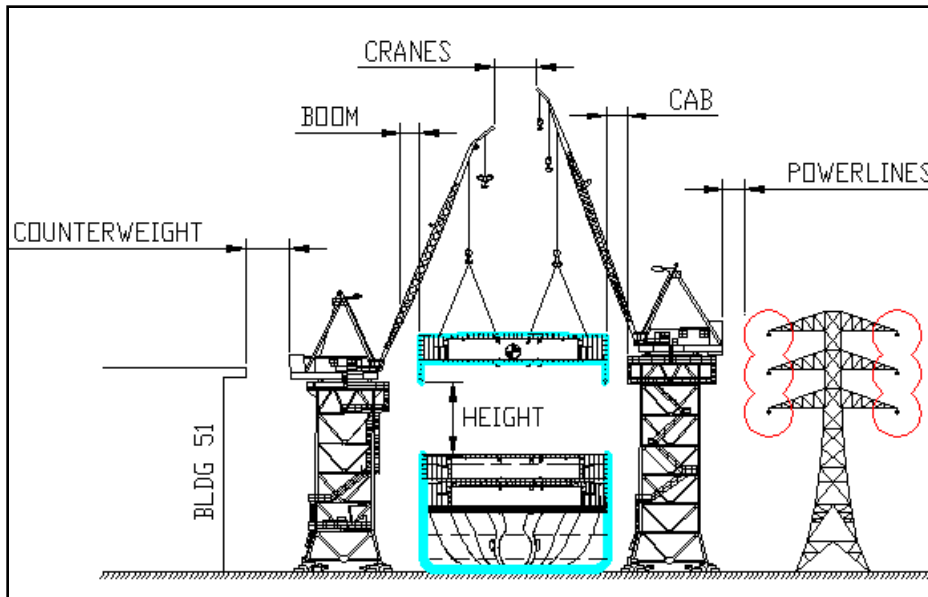 CRANES
CAB
BOOM
POWERLINES
COUNTERWEIGHT
HEIGHT
BLDG 51